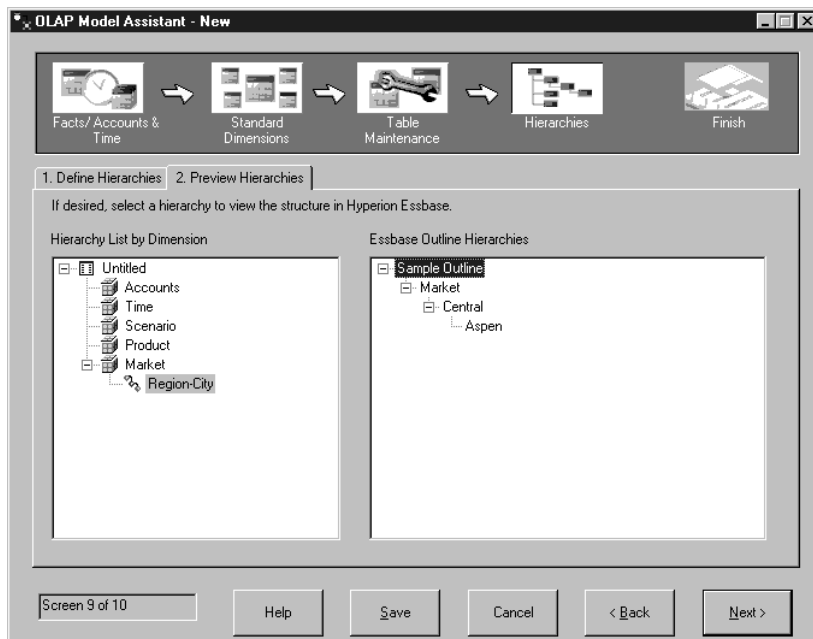 OLAP Model Assistant - New
Facts/ Accounts &
Time
Standard
Dimensions
Table
Maintenance
Hierarchies
Finish
1. Define Hierarchies
2. Preview Hierarchies
If desired, select a hierarchy to view the structure in Hyperion Essbase.
Hierarchy List by Dimension
Essbase Outline Hierarchies
Untitled
Accounts
Time
Scenario
Product
Market
Region-City
Sample Outline
Market
Central
Aspen
Screen 9 of 10
Help
Save
Cancel
< Back
Next >